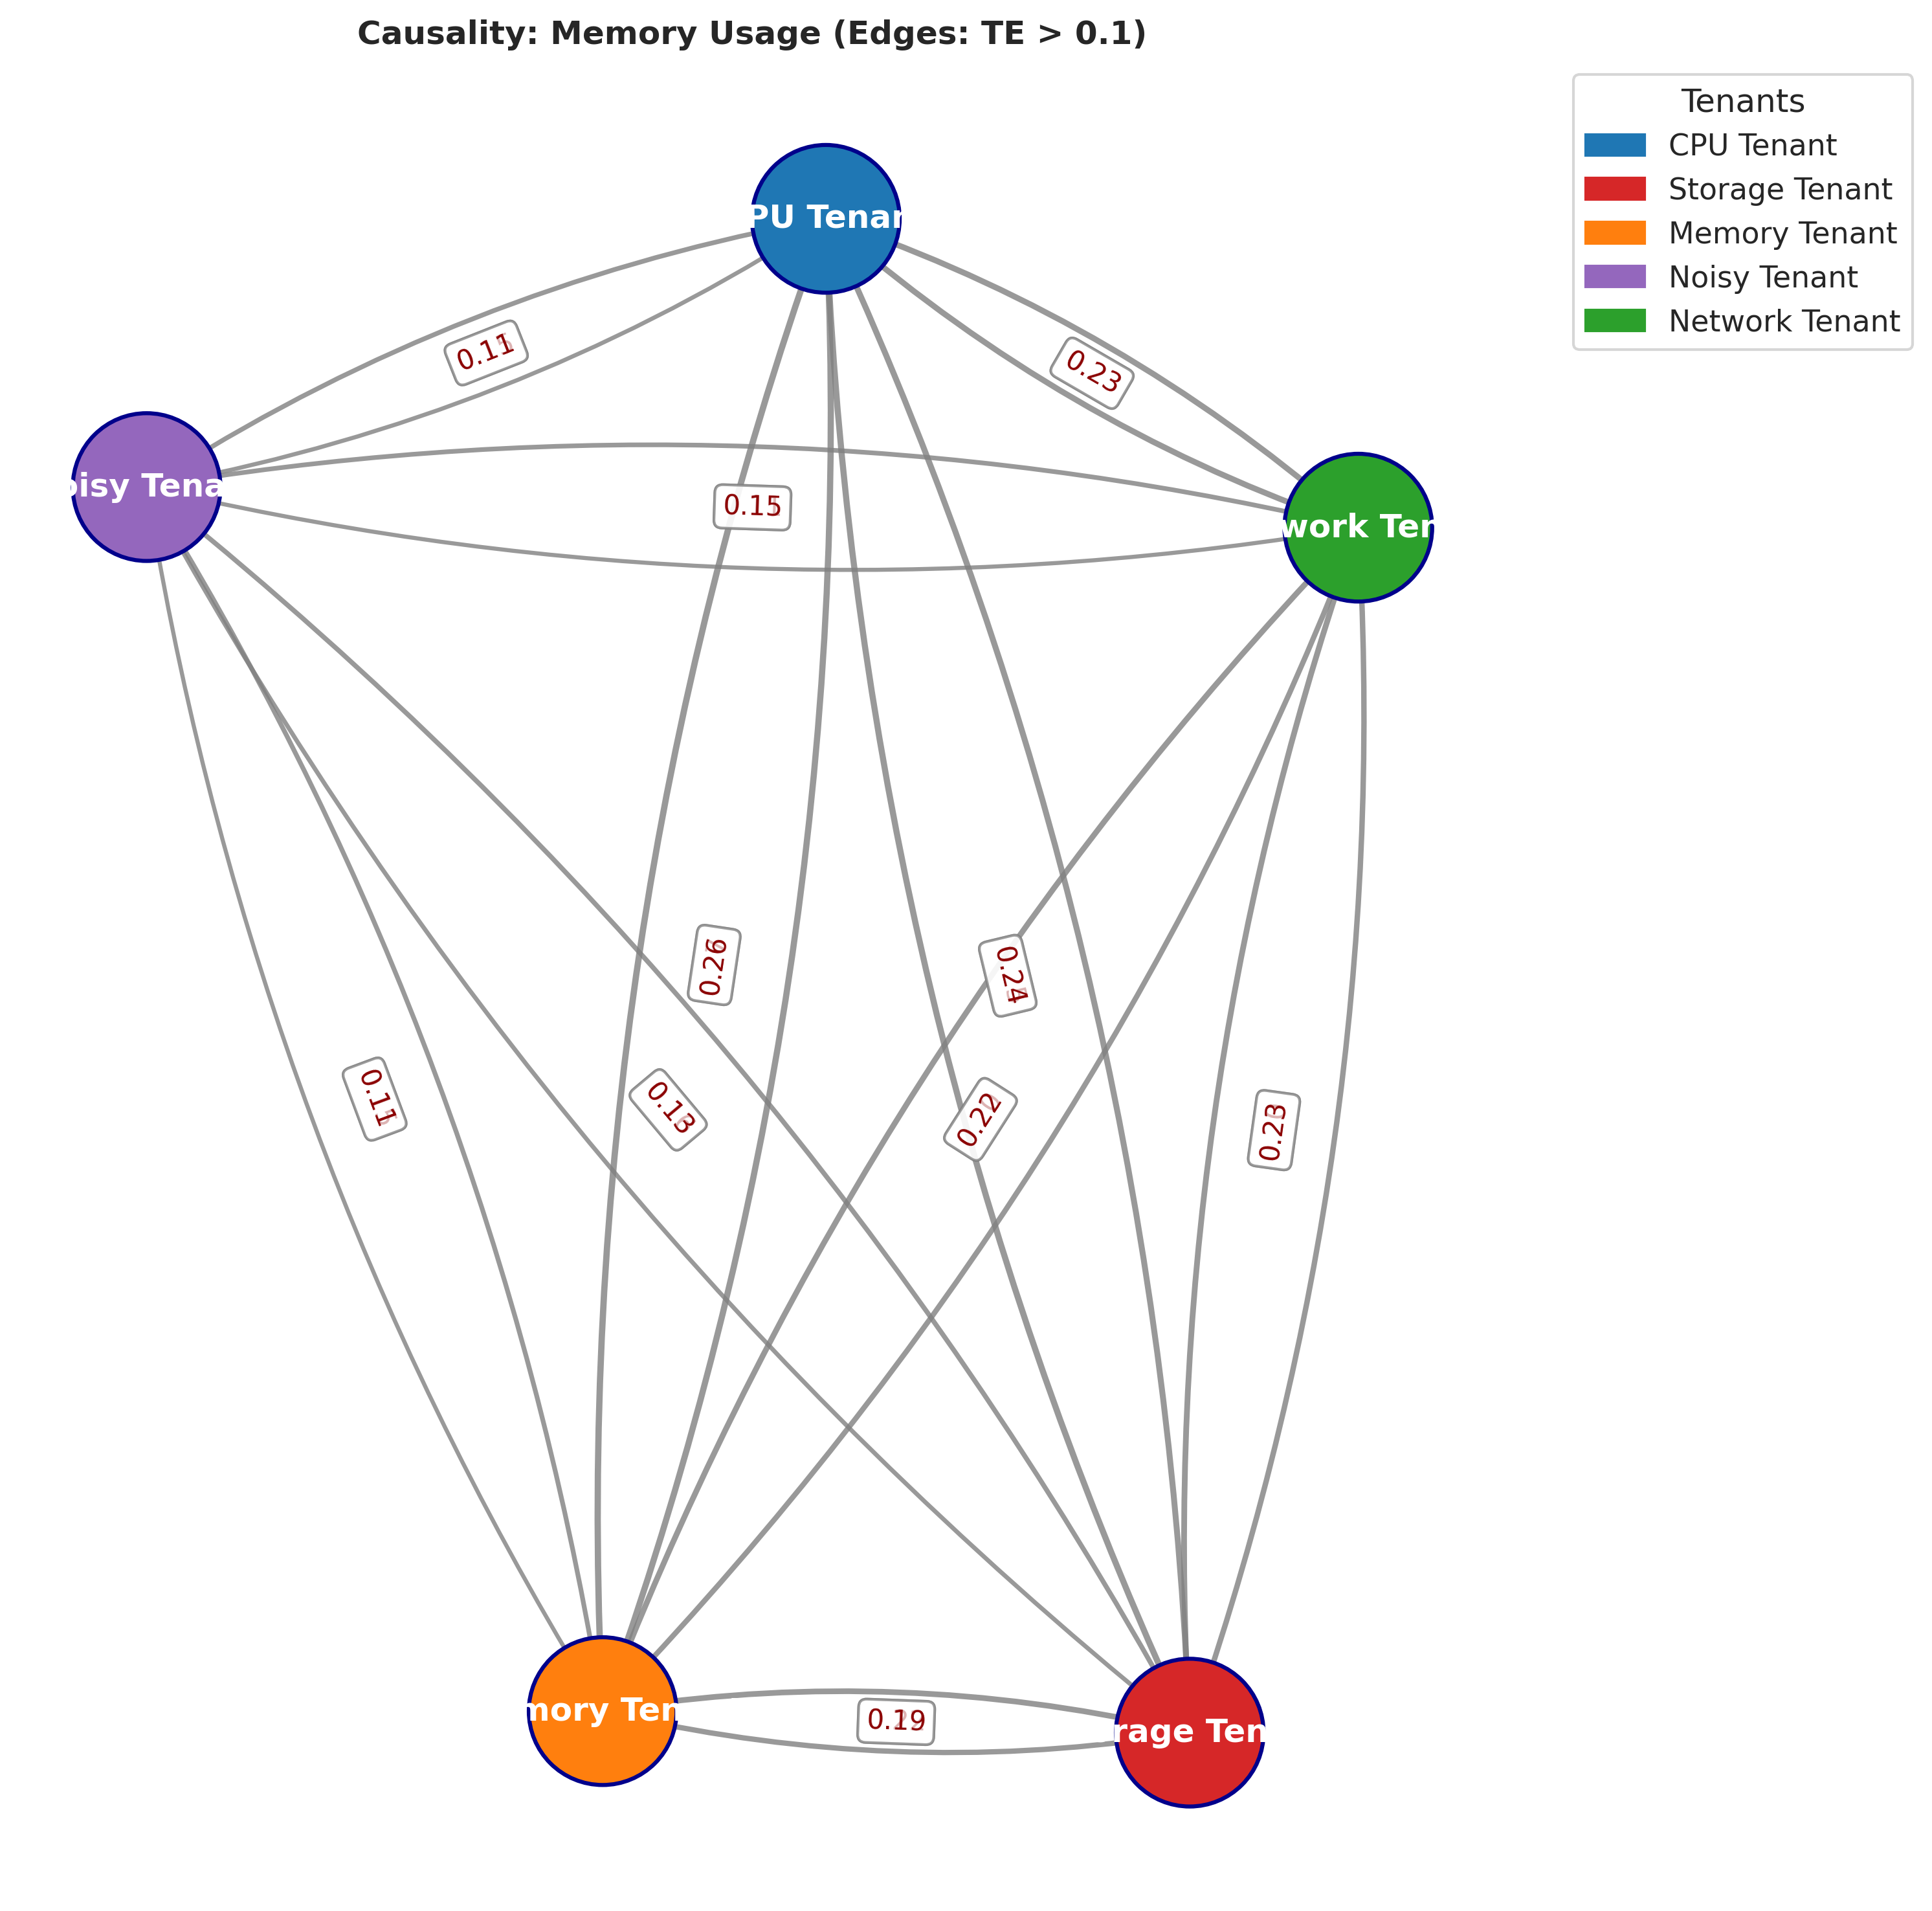 Causality: Memory Usage (Edges: TE > 0.1)
Tenants
CPU Tenant
Storage Tenant
Memory Tenant
Noisy Tenant
Network Tenant
PU Tenan
0.11
0.23
oisy Tena
0.15
work Ten
0.26
0.24
0.11
0.13
0.22
0.23
mory Ten
0.19
rage Ten